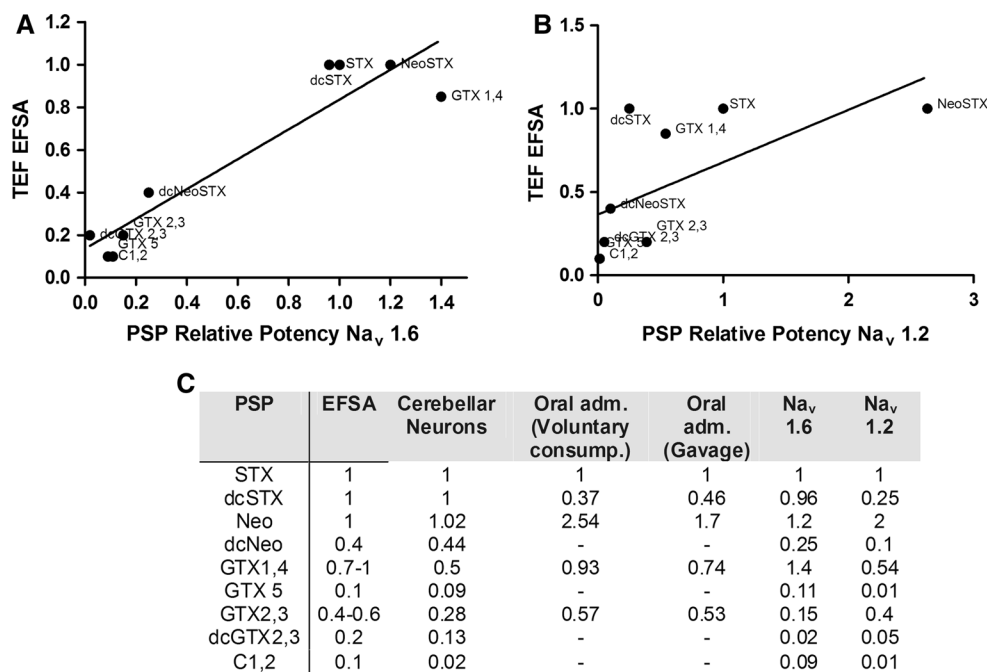 A
1.2
1.0
0.8
0.6
0.4
0.2
0.0
TEF EFSA
STX
dcSTX
NeoSTX
GTX 1,4
dcNeoSTX
GTX 2,3
dcGTX 2,3
GTX 5
C1,2
0.0 0.2 0.4 0.6 0.8 1.0 1.2 1.4
PSP Relative Potency Nav 1.6
B
1.5
1.0
0.5
0.0
TEF EFSA
STX
NeoSTX
dcSTX
GTX 1,4
dcNeoSTX
GTX 2,3
dcGTX 2,3
GTX 5
C1,2
0 1 2 3
PSP Relative Potency Nav 1.2
C
PSP EFSA Cerebellar Oral adm. Oral Nav Nav
Neurons (Voluntary adm. 1.6 1.2
consump.) (Gavage)
STX 1 1 1 1 1 1
dcSTX 1 1 0.37 0.46 0.96 0.25
Neo 1 1.02 2.54 1.7 1.2 2
dcNeo 0.4 0.44 - - 0.25 0.1
GTX1,4 0.7-1 0.5 0.93 0.74 1.4 0.54
GTX 5 0.1 0.09 - - 0.11 0.01
GTX2,3 0.4-0.6 0.28 0.57 0.53 0.15 0.4
dcGTX2,3 0.2 0.13 - - 0.02 0.05
C1,2 0.1 0.02 - - 0.09 0.01